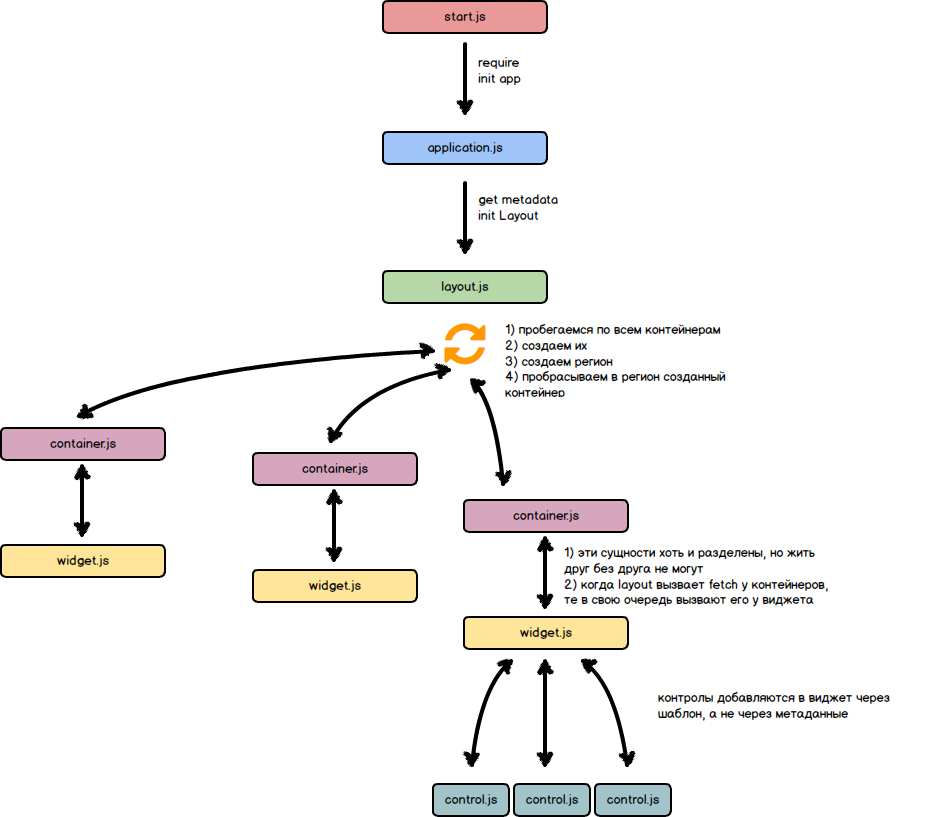 start.js
require
init app
application.js
get metadata
init Layout
layout.js
1) пробегаемся по всем контейнерам
2) создаем их
3) создаем регион
4) пробрасываем в регион созданный
контейнер
container.js
widget.js
container.js
widget.js
container.js
1) эти сущности хоть и разделены, но жить
друг без друга не могут
2) когда layout вызвает fetch у контейнеров,
те в свою очередь вызвают его у виджета
widget.js
контролы добавляются в виджет через
шаблон, а не через метаданные
control.js
control.js
control.js